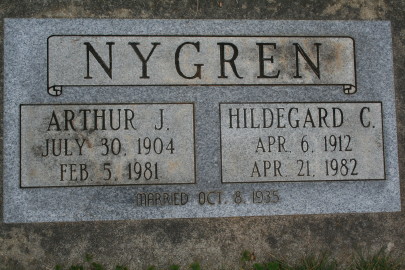 NYGREN
ARTHUR J.
JULY 30, 1904
FEB 5, 1981
HILDEGARD C.
APR. 6, 1912
APR. 21, 1982
MARRIED OCT. 8, 1935